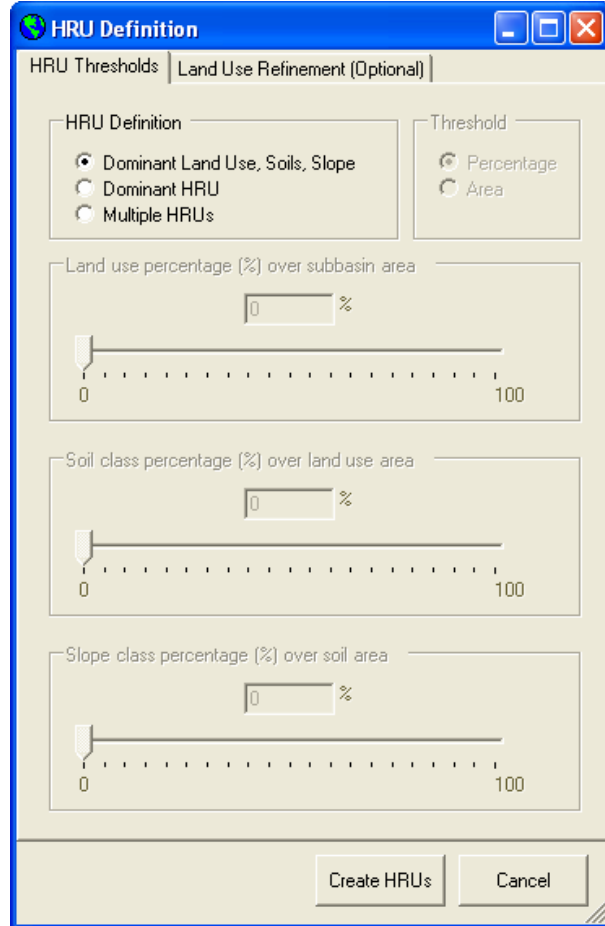 HRU Definition
HRU Thresholds Land Use Refinement (Optional)
HRU Definition
Dominant Land Use, Soils, Slope
Dominant HRU
Multiple HRUs
Threshold
Percentage
Area
Land use percentage (%) over subbasin area
0 %
0 100
Soil class percentage (%) over land use area
0 %
0 100
Slope class percentage (%) over soil area
0 %
0 100
Create HRUs Cancel